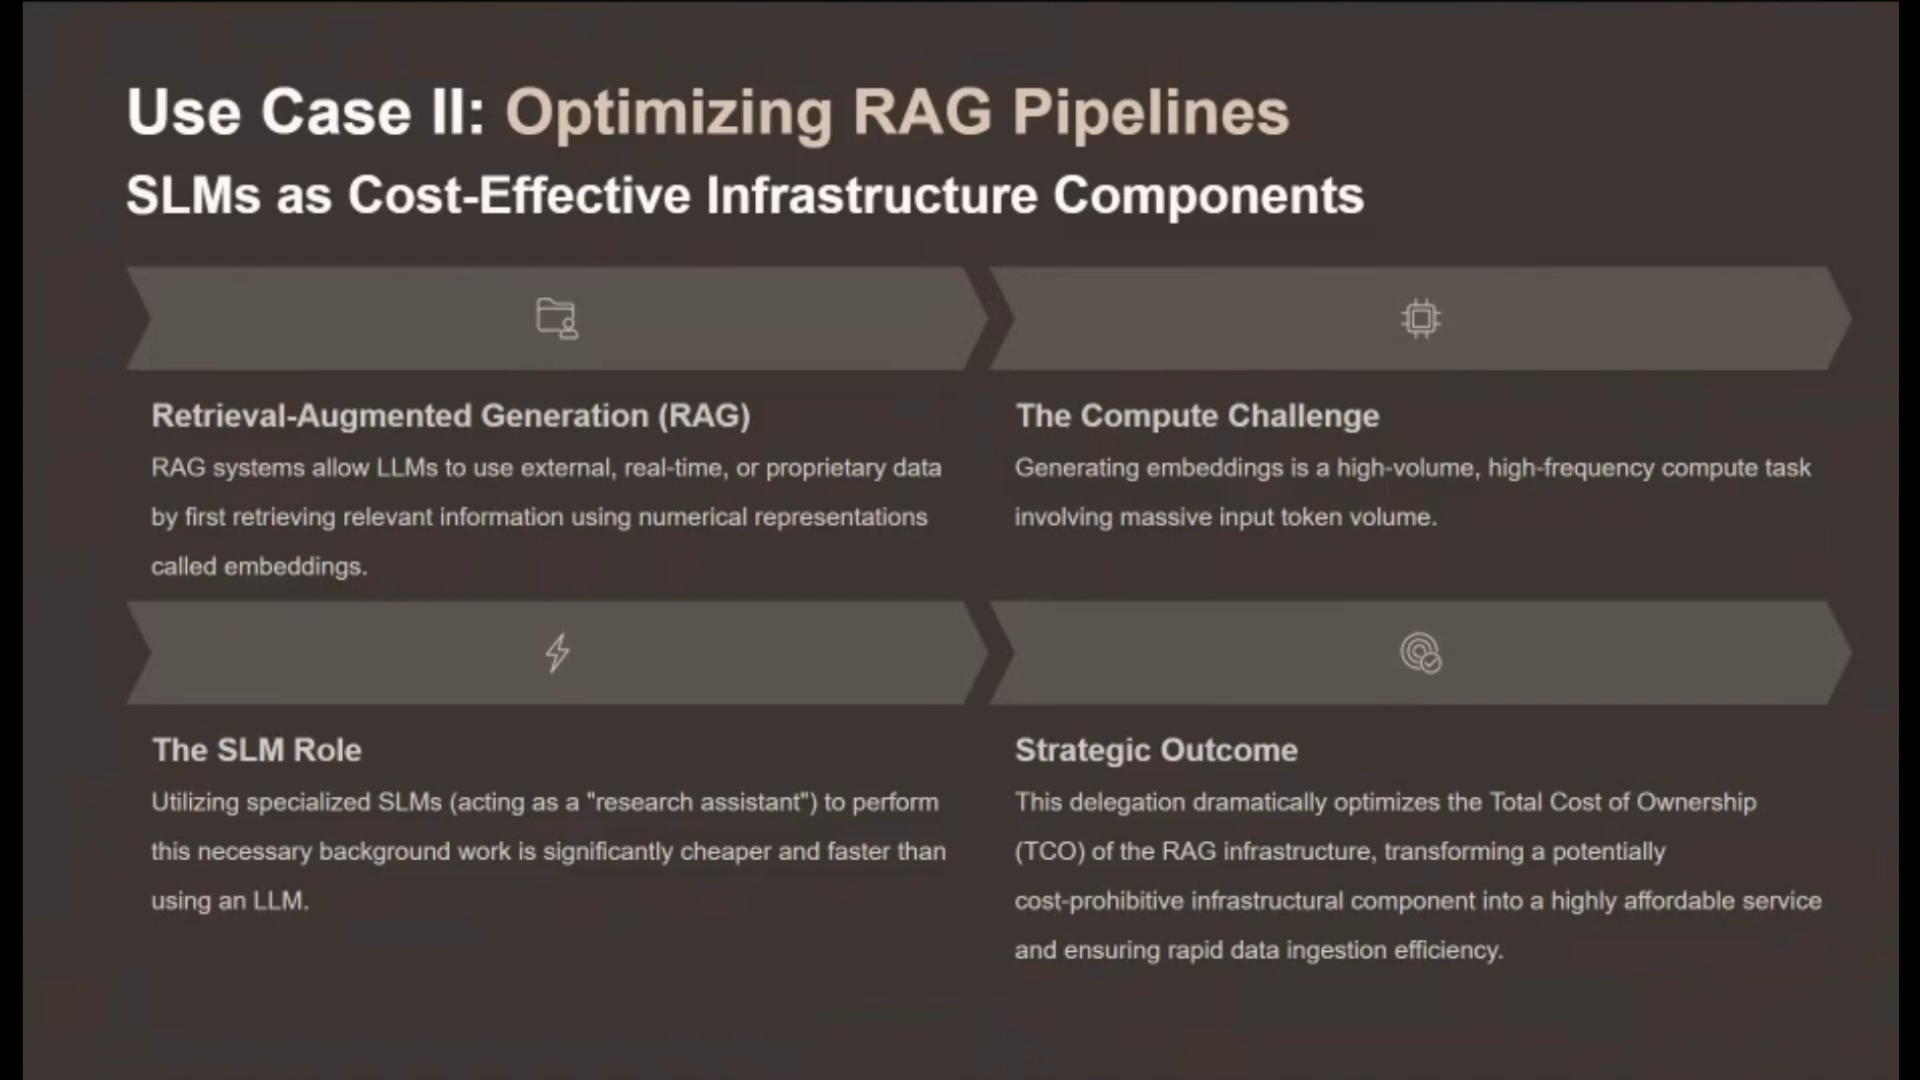 Use Case II: Optimizing RAG Pipelines
SLMs as Cost-Effective Infrastructure Components
Retrieval-Augmented Generation (RAG)
RAG systems allow LLMs to use external, real-time, or proprietary data
by first retrieving relevant information using numerical representations
called embeddings.
The Compute Challenge
Generating embeddings is a high-volume, high-frequency compute task
involving massive input token volume.
The SLM Role
Utilizing specialized SLMs (acting as a "research assistant") to perform
this necessary background work is significantly cheaper and faster than
using an LLM.
Strategic Outcome
This delegation dramatically optimizes the Total Cost of Ownership
(TCO) of the RAG infrastructure, transforming a potentially
cost-prohibitive infrastructural component into a highly affordable service
and ensuring rapid data ingestion efficiency.